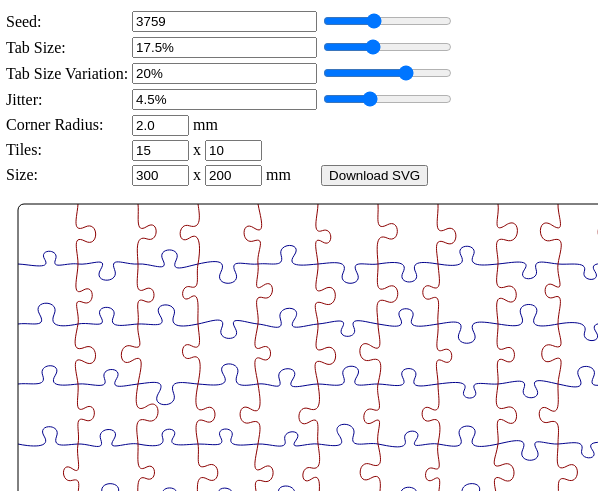 Seed: 3759
Tab Size: 17.5%
Tab Size Variation: 20%
Jitter: 4.5%
Corner Radius: 2.0 mm
Tiles: 15 x 10
Size: 300 x 200 mm Download SVG